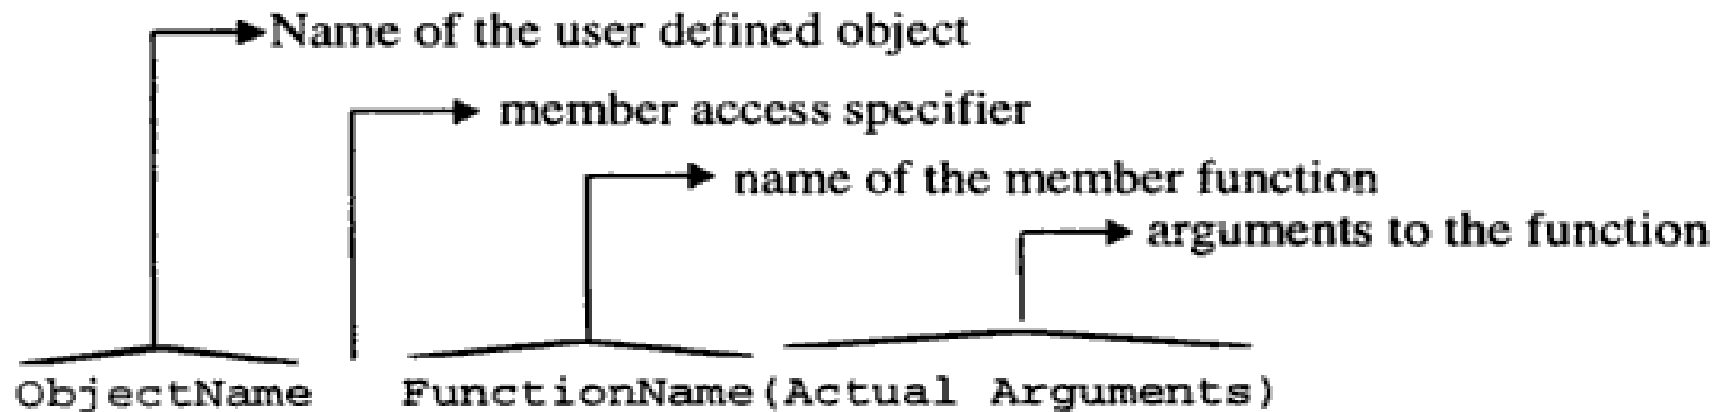 Name of the user defined object
member access specifier
name of the member function
arguments to the function
ObjectName FunctionName(Actual Arguments)